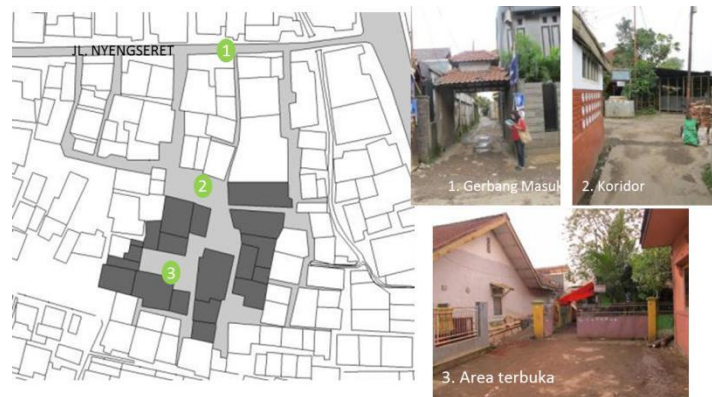 JL. NYENGSERET
1
2
3
1. Gerbang Masuk
2. Koridor
3. Area terbuka